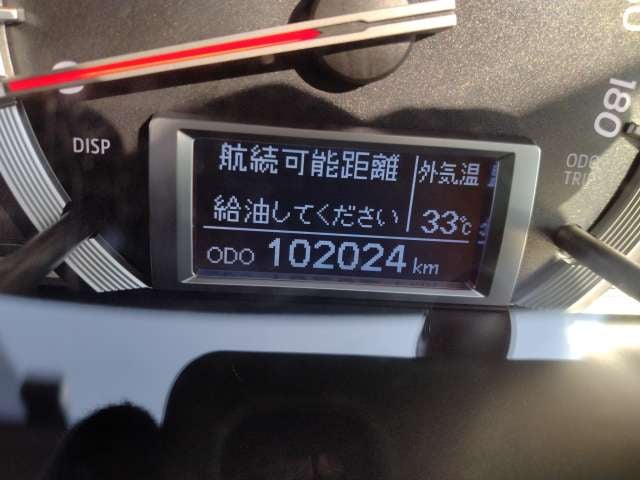 180
DISP
航続可能距離
外気温
ODO
TRIP
給油してください
33℃
ODO 102024 km